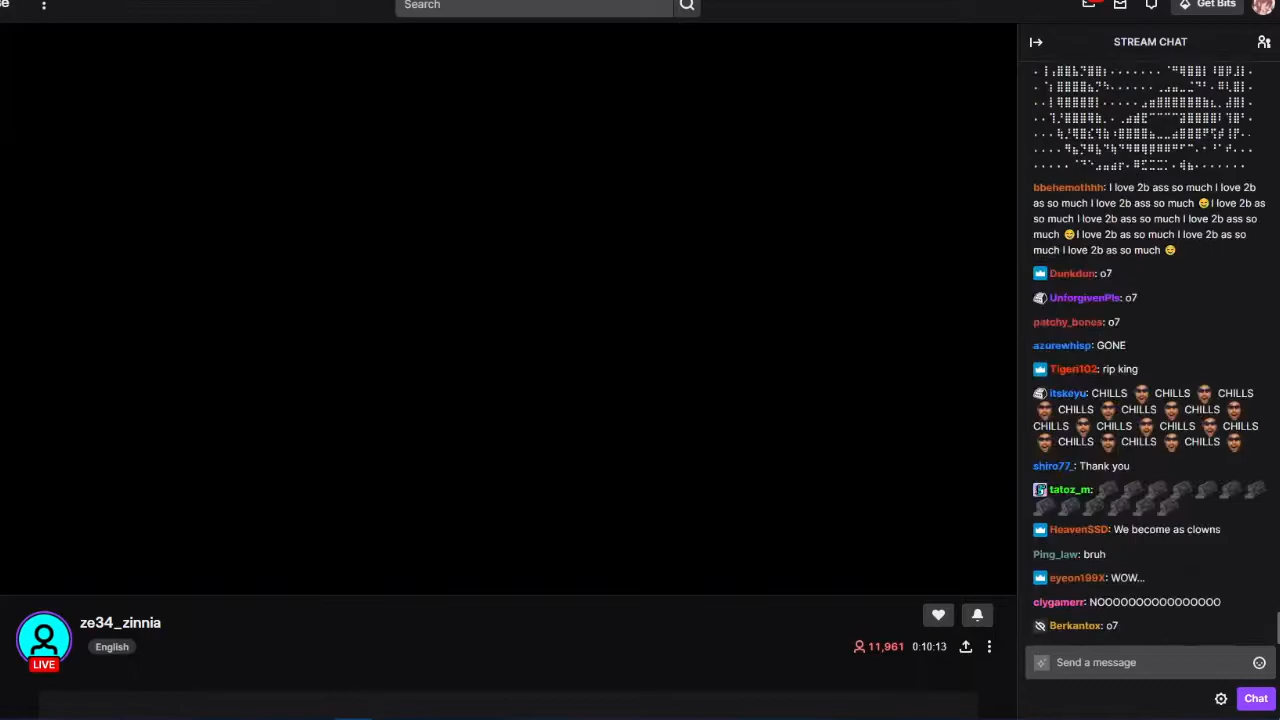 Search
Get Bits
STREAM CHAT
bbehemothhh: I love 2b ass so much I love 2b
as so much I love 2b ass so much 😅I love 2b as
so much I love 2b ass so much I love 2b ass so
much 😅I love 2b as so much I love 2b as so
much I love 2b as so much 😅
Dunkdun: o7
UnforgivenPls: o7
patchy_bones: o7
azurewhisp: GONE
Tigeri102: rip king
itskeyu: CHILLS CHILLS CHILLS
CHILLS CHILLS CHILLS
CHILLS CHILLS CHILLS CHILLS
CHILLS CHILLS CHILLS
shiro77_: Thank you
tatoz_m:
HeavenSSD: We become as clowns
Ping_law: bruh
eyeon199X: WOW...
clygamerr: NOOOOOOOOOOOOOOOO
Berkantox: o7
ze34_zinnia
English
LIVE
11,961 0:10:13
Send a message
Chat